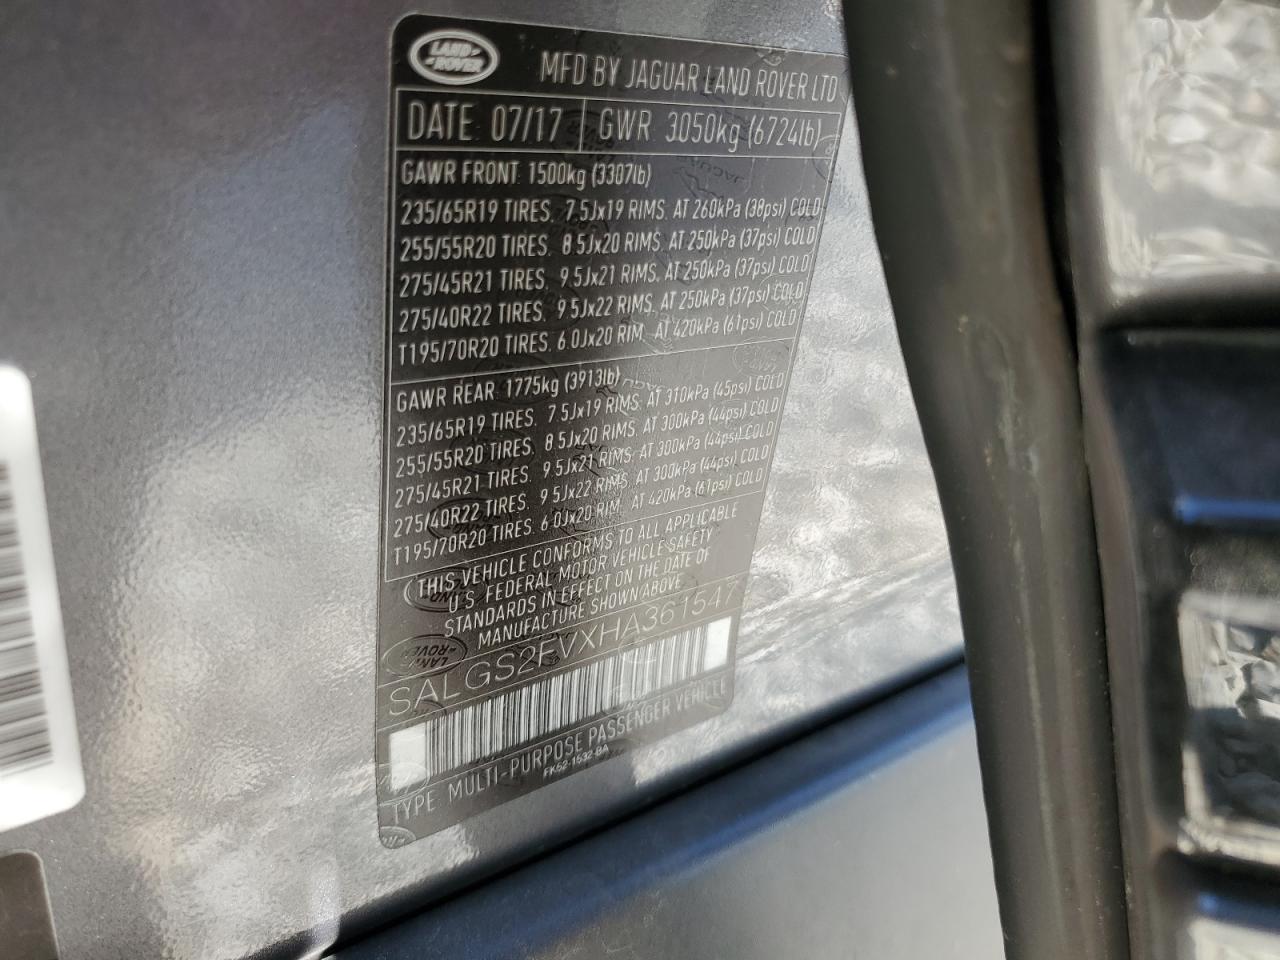 LAND ROVER
MFD BY JAGUAR LAND ROVER LTD
DATE: 07/17 GWR 3050kg (6724lb)
GAWR FRONT 1500kg (3307lb)
235/65R19 TIRES. 7.5Jx19 RIMS. AT 260kPa (38psi) COLD
255/55R20 TIRES. 8.5Jx20 RIMS. AT 250kPa (37psi) COLD
275/45R21 TIRES. 9.5Jx21 RIMS. AT 250kPa (37psi) COLD
275/40R22 TIRES. 9.5Jx22 RIMS. AT 250kPa (37psi) COLD
T195/70R20 TIRES. 6.0Jx20 RIM. AT 420kPa (61psi) COLD
GAWR REAR 1775kg (3913lb)
235/65R19 TIRES. 7.5Jx19 RIMS. AT 310kPa (45psi) COLD
255/55R20 TIRES. 8.5Jx20 RIMS. AT 300kPa (44psi) COLD
275/45R21 TIRES. 9.5Jx21 RIMS. AT 300kPa (44psi) COLD
275/40R22 TIRES. 9.5Jx22 RIMS. AT 300kPa (44psi) COLD
T195/70R20 TIRES. 6.0Jx20 RIM. AT 420kPa (61psi) COLD
THIS VEHICLE CONFORMS TO ALL APPLICABLE
U.S. FEDERAL MOTOR VEHICLE SAFETY
STANDARDS IN EFFECT ON THE DATE OF
MANUFACTURE SHOWN ABOVE
SALGS2FVXHA361547
TYPE MULTI-PURPOSE PASSENGER VEHICLE
FK52-1532-BA